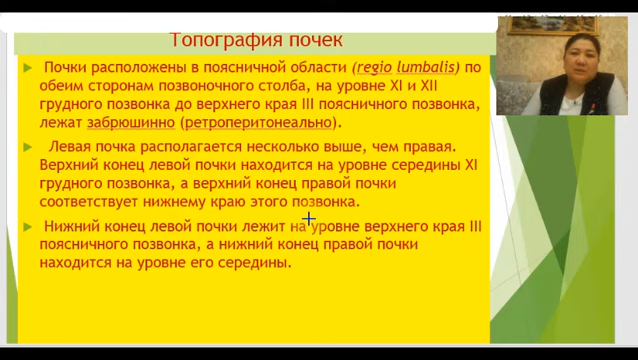 Топография почек
Почки расположены в поясничной области (regio lumbalis) по
обеим сторонам позвоночного столба, на уровне XI и XII
грудного позвонка до верхнего края III поясничного позвонка,
лежат забрюшинно (ретроперитонеально).
Левая почка располагается несколько выше, чем правая.
Верхний конец левой почки находится на уровне середины XI
грудного позвонка, а верхний конец правой почки
соответствует нижнему краю этого позвонка.
Нижний конец левой почки лежит на уровне верхнего края III
поясничного позвонка, а нижний конец правой почки
находится на уровне его середины.